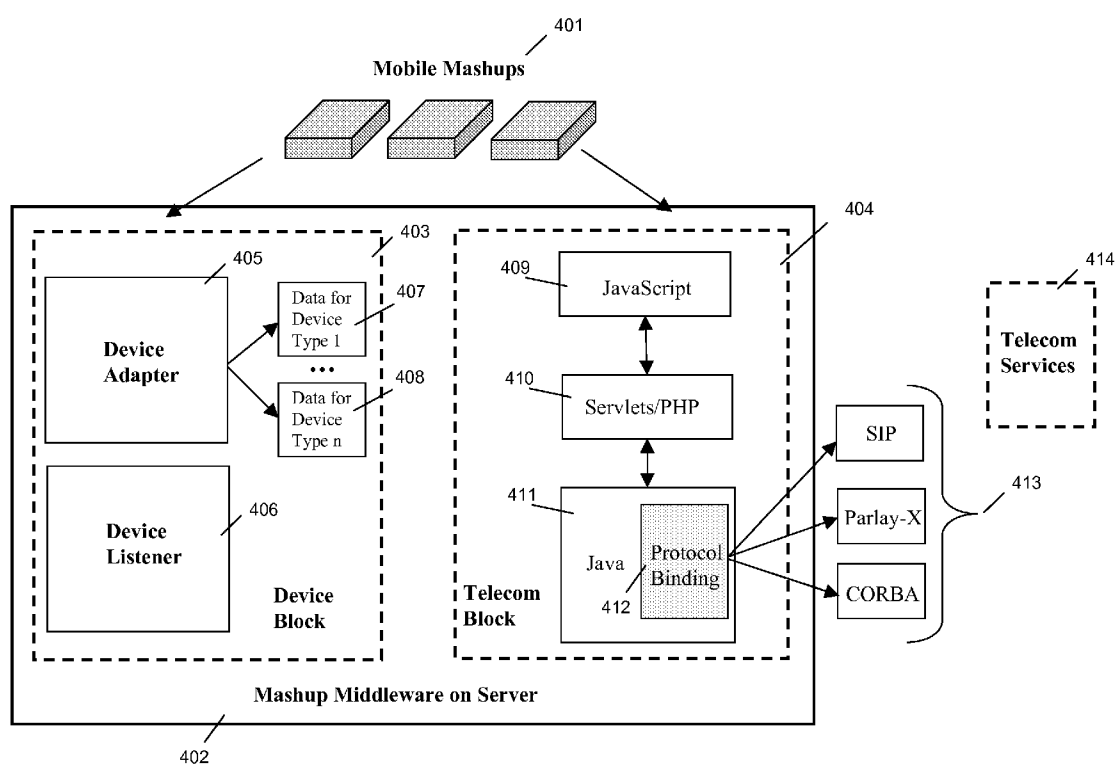 401
Mobile Mashups
403
404
405
Data for
Device
Type 1
407
409
JavaScript
414
Device
Adapter
Telecom
Services
...
Data for
Device
Type n
408
410
Servlets/PHP
SIP
406
Device
Listener
411
Java
Protocol
Binding
412
Parlay-X
413
Device
Block
Telecom
Block
CORBA
Mashup Middleware on Server
402